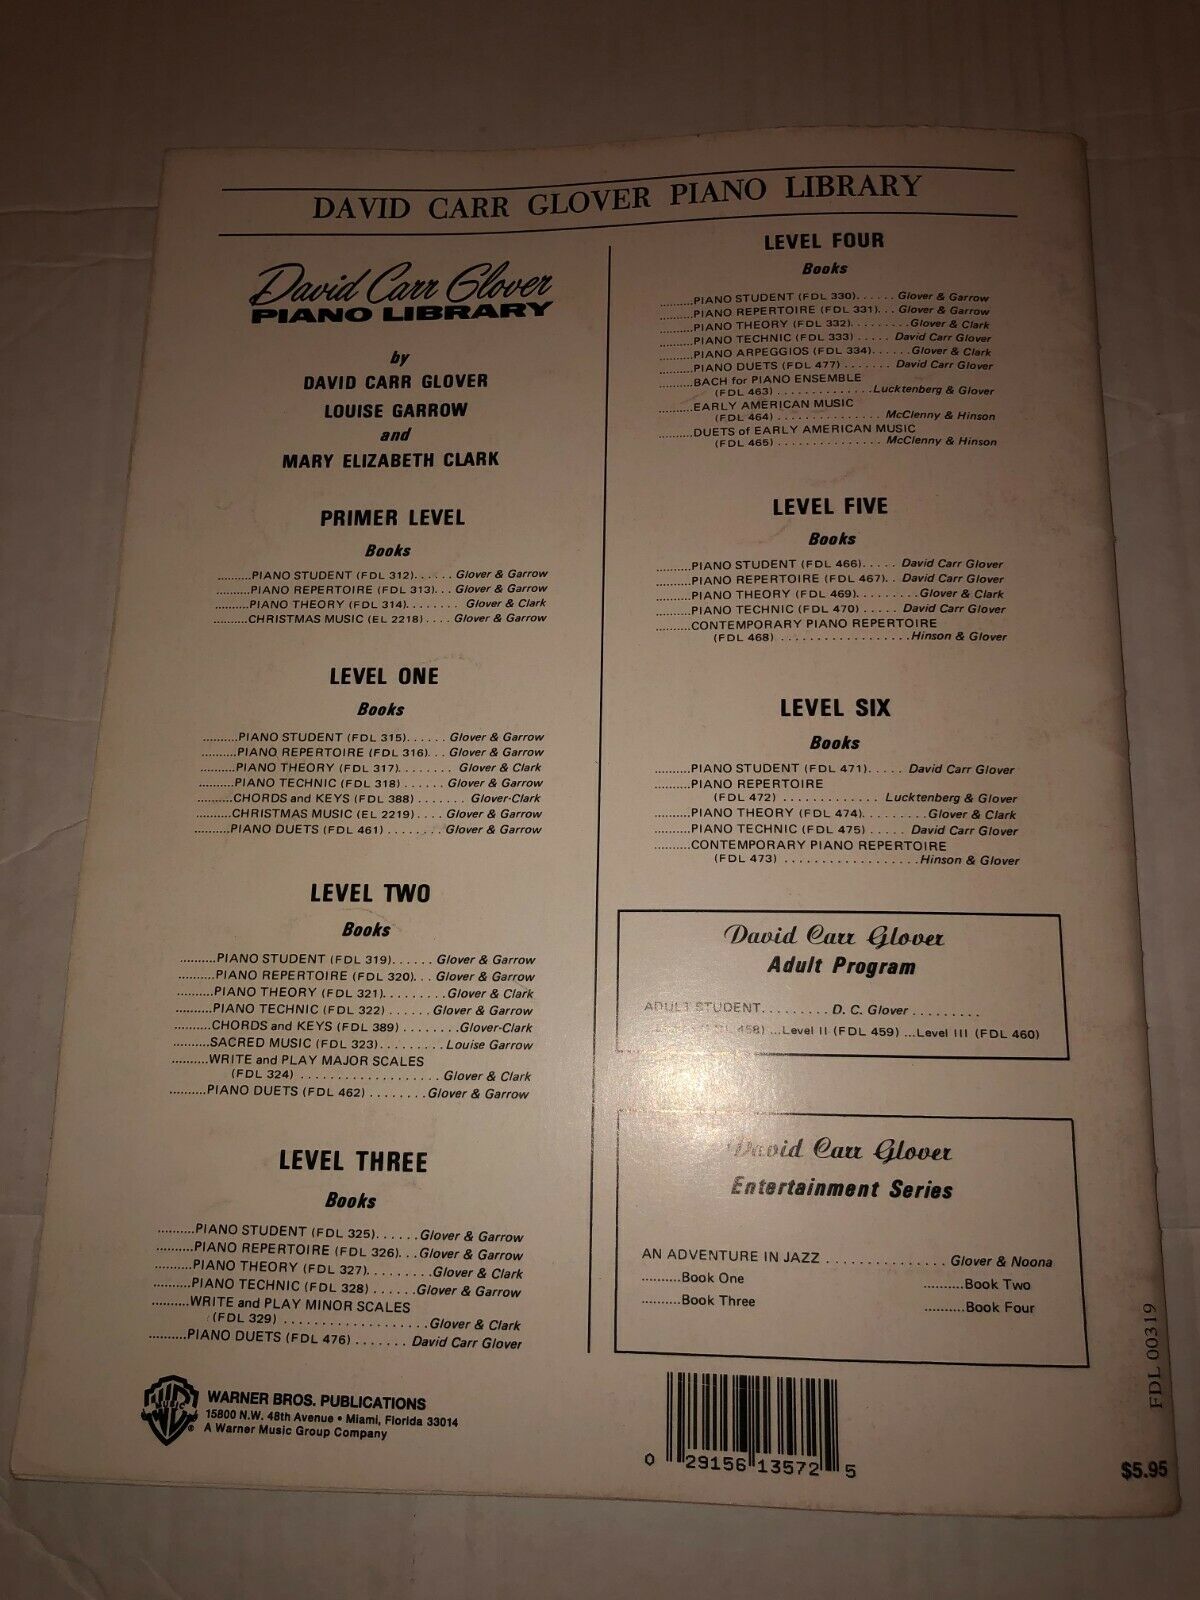 DAVID CARR GLOVER PIANO LIBRARY
David Carr Glover
PIANO LIBRARY
by
DAVID CARR GLOVER
LOUISE GARROW
and
MARY ELIZABETH CLARK
PRIMER LEVEL
Books
..........PIANO STUDENT (FDL 312)...... Glover & Garrow
..........PIANO REPERTOIRE (FDL 313)... Glover & Garrow
..........PIANO THEORY (FDL 314)........ Glover & Clark
..........CHRISTMAS MUSIC (EL 2218).... Glover & Garrow
LEVEL ONE
Books
..........PIANO STUDENT (FDL 315)...... Glover & Garrow
..........PIANO REPERTOIRE (FDL 316)... Glover & Garrow
..........PIANO THEORY (FDL 317)........ Glover & Clark
..........PIANO TECHNIC (FDL 318)....... Glover & Garrow
..........CHORDS and KEYS (FDL 388)....... Glover-Clark
..........CHRISTMAS MUSIC (EL 2219).... Glover & Garrow
..........PIANO DUETS (FDL 461)........ Glover & Garrow
LEVEL TWO
Books
..........PIANO STUDENT (FDL 319)...... Glover & Garrow
..........PIANO REPERTOIRE (FDL 320)... Glover & Garrow
..........PIANO THEORY (FDL 321)......... Glover & Clark
..........PIANO TECHNIC (FDL 322)....... Glover & Garrow
..........CHORDS and KEYS (FDL 389)........Glover-Clark
..........SACRED MUSIC (FDL 323)........ Louise Garrow
..........WRITE and PLAY MAJOR SCALES
(FDL 324) ................... Glover & Clark
..........PIANO DUETS (FDL 462)........Glover & Garrow
LEVEL THREE
Books
..........PIANO STUDENT (FDL 325)......Glover & Garrow
..........PIANO REPERTOIRE (FDL 326)...Glover & Garrow
..........PIANO THEORY (FDL 327).........Glover & Clark
..........PIANO TECHNIC (FDL 328).......Glover & Garrow
..........WRITE and PLAY MINOR SCALES
(FDL 329) ...................Glover & Clark
..........PIANO DUETS (FDL 476)....... David Carr Glover
WARNER BROS. PUBLICATIONS
15800 N.W. 48th Avenue • Miami, Florida 33014
A Warner Music Group Company
WB
MUSIC
®
LEVEL FOUR
Books
..........PIANO STUDENT (FDL 330)...... Glover & Garrow
..........PIANO REPERTOIRE (FDL 331)... Glover & Garrow
..........PIANO THEORY (FDL 332).........Glover & Clark
..........PIANO TECHNIC (FDL 333)..... David Carr Glover
..........PIANO ARPEGGIOS (FDL 334)......Glover & Clark
..........PIANO DUETS (FDL 477)....... David Carr Glover
..........BACH for PIANO ENSEMBLE
(FDL 463).............Lucktenberg & Glover
..........EARLY AMERICAN MUSIC
(FDL 464)............... McClenny & Hinson
..........DUETS of EARLY AMERICAN MUSIC
(FDL 465)............... McClenny & Hinson
LEVEL FIVE
Books
..........PIANO STUDENT (FDL 466)..... David Carr Glover
..........PIANO REPERTOIRE (FDL 467).. David Carr Glover
..........PIANO THEORY (FDL 469).........Glover & Clark
..........PIANO TECHNIC (FDL 470)..... David Carr Glover
..........CONTEMPORARY PIANO REPERTOIRE
(FDL 468) ..................Hinson & Glover
LEVEL SIX
Books
..........PIANO STUDENT (FDL 471)..... David Carr Glover
..........PIANO REPERTOIRE
(FDL 472) ............. Lucktenberg & Glover
..........PIANO THEORY (FDL 474).........Glover & Clark
..........PIANO TECHNIC (FDL 475)..... David Carr Glover
..........CONTEMPORARY PIANO REPERTOIRE
(FDL 473) ..................Hinson & Glover
David Carr Glover
Adult Program
ADULT STUDENT......... D. C. Glover .........
458) ...Level II (FDL 459) ...Level III (FDL 460)
David Carr Glover
Entertainment Series
AN ADVENTURE IN JAZZ ............... Glover & Noona
..........Book One ..........Book Two
..........Book Three ..........Book Four
0 29156 13572 5
FDL 00319
$5.95